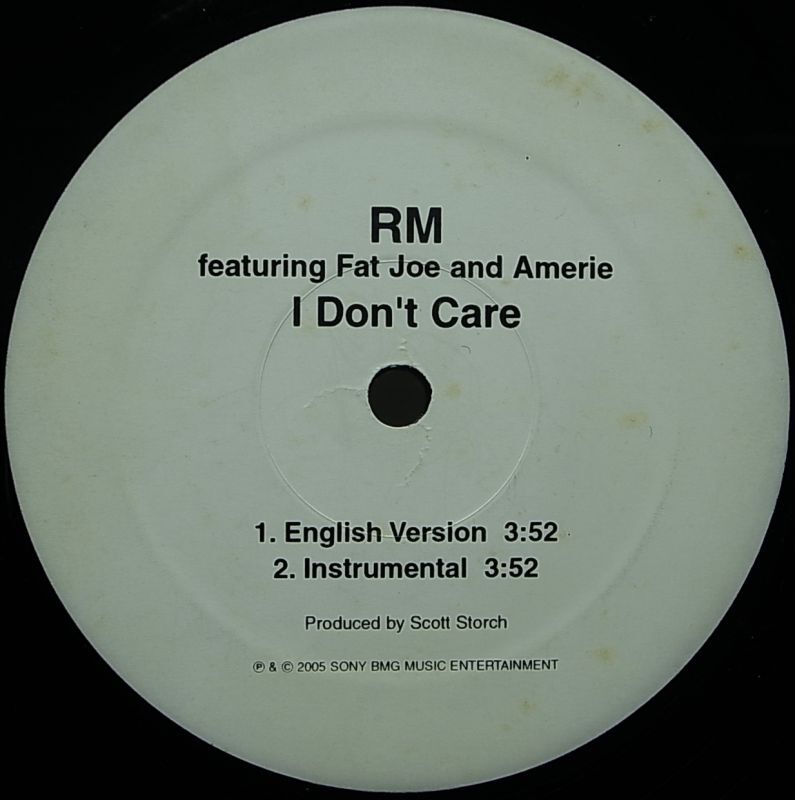 RM
featuring Fat Joe and Amerie
I Don't Care
1. English Version 3:52
2. Instrumental 3:52
Produced by Scott Storch
℗ & © 2005 SONY BMG MUSIC ENTERTAINMENT